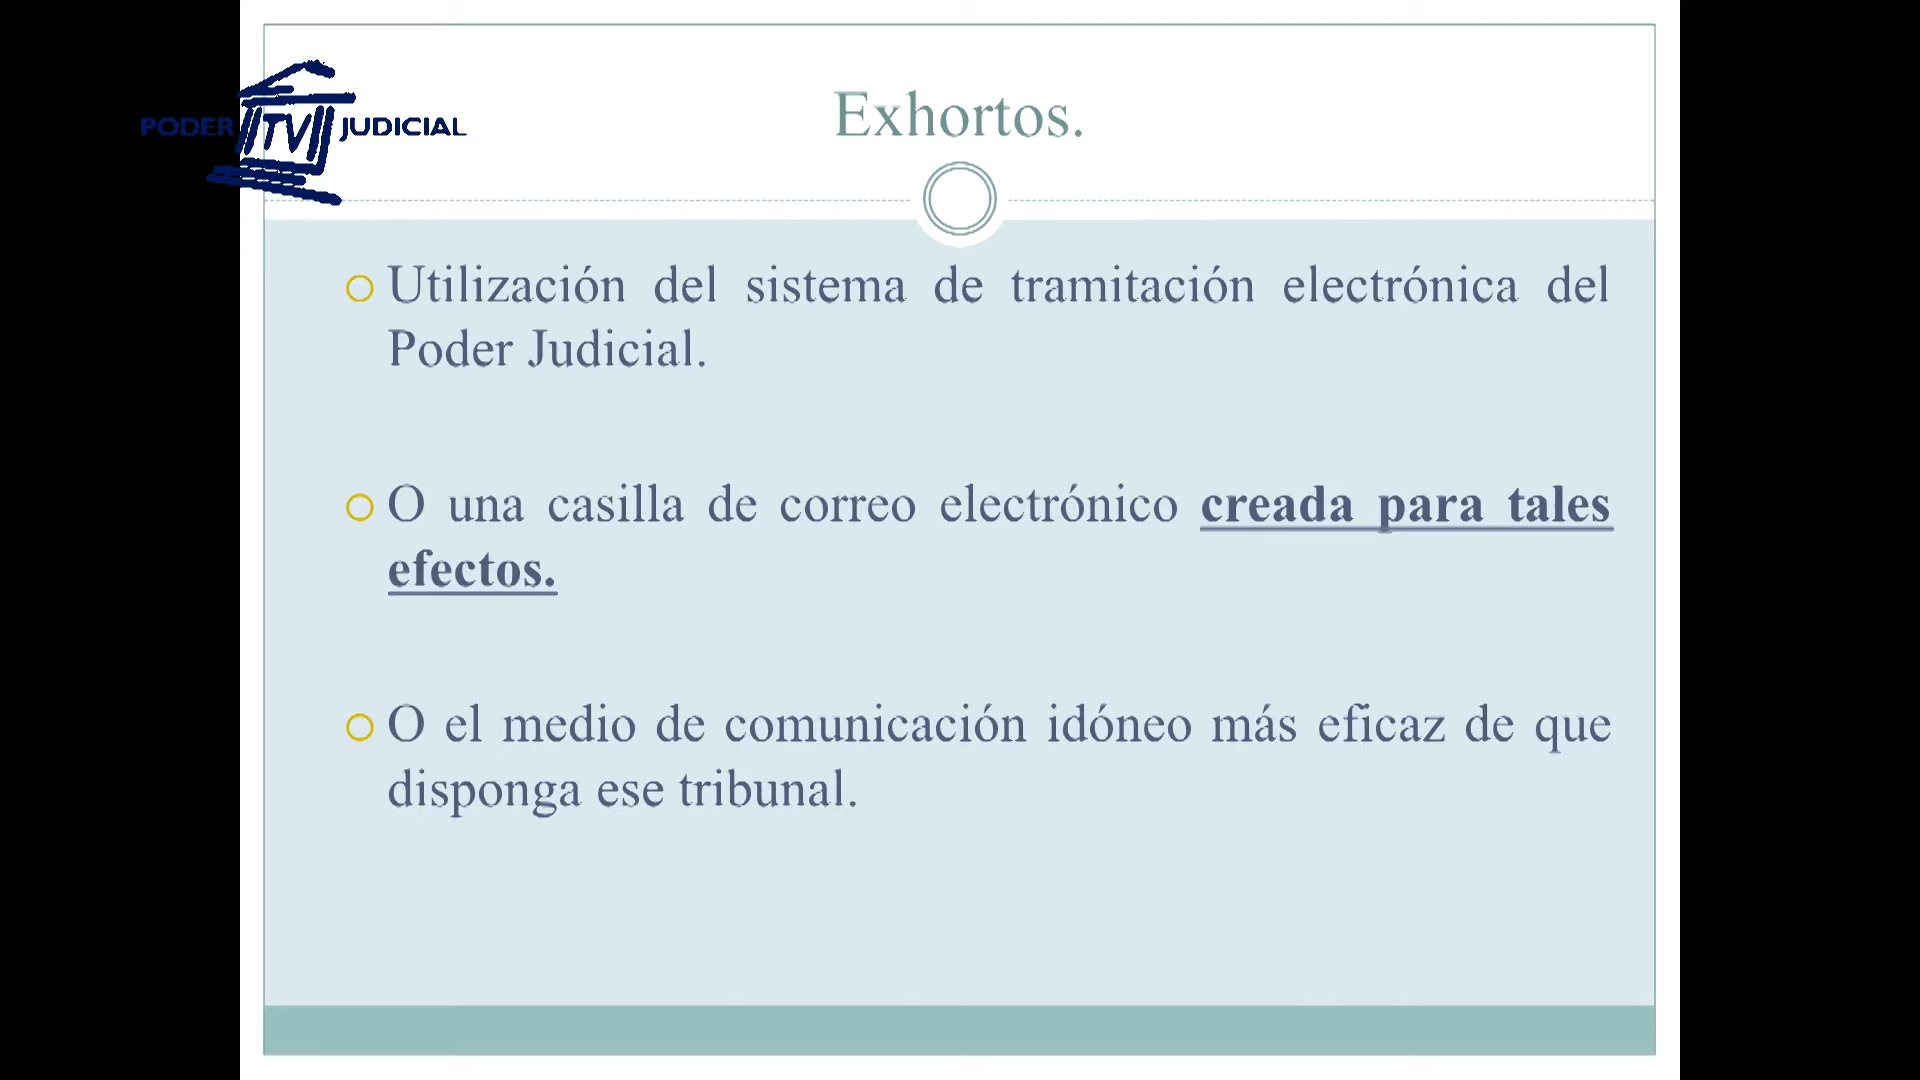 PODER TV JUDICIAL
Exhortos.
Utilización del sistema de tramitación electrónica del
Poder Judicial.
O una casilla de correo electrónico creada para tales
efectos.
O el medio de comunicación idóneo más eficaz de que
disponga ese tribunal.